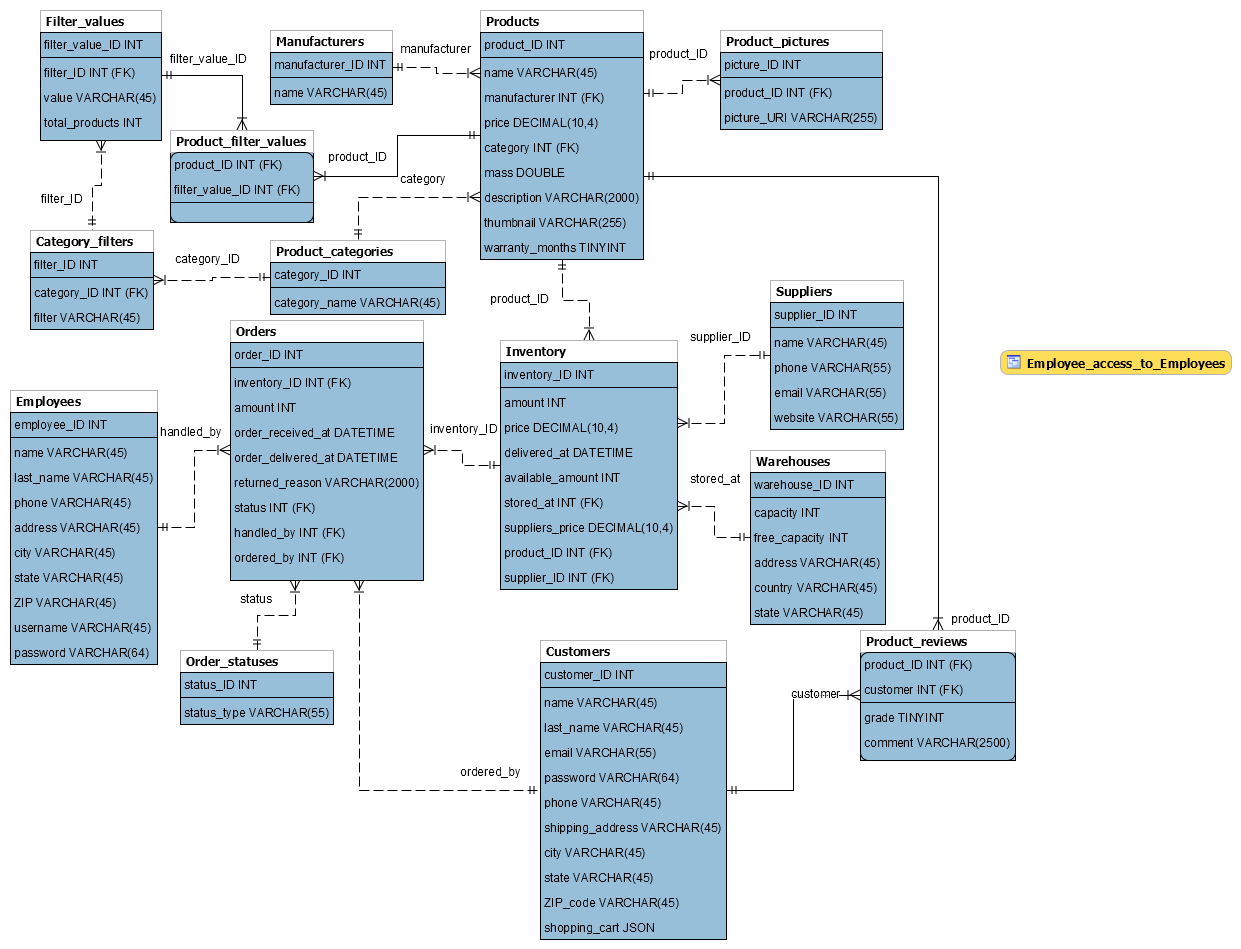 Filter_values
filter_value_ID INT
filter_ID INT (FK)
value VARCHAR(45)
total_products INT
filter_value_ID
Manufacturers
manufacturer_ID INT
name VARCHAR(45)
manufacturer
Products
product_ID INT
name VARCHAR(45)
manufacturer INT (FK)
price DECIMAL(10,4)
category INT (FK)
mass DOUBLE
description VARCHAR(2000)
thumbnail VARCHAR(255)
warranty_months TINYINT
product_ID
Product_pictures
picture_ID INT
product_ID INT (FK)
picture_URI VARCHAR(255)
Product_filter_values
product_ID INT (FK)
filter_value_ID INT (FK)
product_ID
category
filter_ID
Category_filters
filter_ID INT
category_ID INT (FK)
filter VARCHAR(45)
category_ID
Product_categories
category_ID INT
category_name VARCHAR(45)
product_ID
Suppliers
supplier_ID INT
name VARCHAR(45)
phone VARCHAR(55)
email VARCHAR(55)
website VARCHAR(55)
supplier_ID
Employee_access_to_Employees
Orders
order_ID INT
inventory_ID INT (FK)
amount INT
order_received_at DATETIME
order_delivered_at DATETIME
returned_reason VARCHAR(2000)
status INT (FK)
handled_by INT (FK)
ordered_by INT (FK)
Inventory
inventory_ID INT
amount INT
price DECIMAL(10,4)
delivered_at DATETIME
available_amount INT
stored_at INT (FK)
suppliers_price DECIMAL(10,4)
product_ID INT (FK)
supplier_ID INT (FK)
inventory_ID
Employees
employee_ID INT
name VARCHAR(45)
last_name VARCHAR(45)
phone VARCHAR(45)
address VARCHAR(45)
city VARCHAR(45)
state VARCHAR(45)
ZIP VARCHAR(45)
username VARCHAR(45)
password VARCHAR(64)
handled_by
stored_at
Warehouses
warehouse_ID INT
capacity INT
free_capacity INT
address VARCHAR(45)
country VARCHAR(45)
state VARCHAR(45)
status
Order_statuses
status_ID INT
status_type VARCHAR(55)
product_ID
Product_reviews
product_ID INT (FK)
customer INT (FK)
grade TINYINT
comment VARCHAR(2500)
customer
Customers
customer_ID INT
name VARCHAR(45)
last_name VARCHAR(45)
email VARCHAR(55)
password VARCHAR(64)
phone VARCHAR(45)
shipping_address VARCHAR(45)
city VARCHAR(45)
state VARCHAR(45)
ZIP_code VARCHAR(45)
shopping_cart JSON
ordered_by